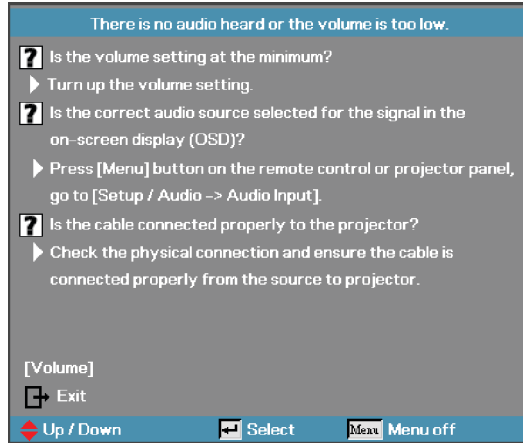 There is no audio heard or the volume is too low.
? Is the volume setting at the minimum?
Turn up the volume setting.
? Is the correct audio source selected for the signal in the
on-screen display (OSD)?
Press [Menu] button on the remote control or projector panel,
go to [Setup / Audio -> Audio Input].
? Is the cable connected properly to the projector?
Check the physical connection and ensure the cable is
connected properly from the source to projector.
[Volume]
Exit
Up / Down Select Menu Menu off